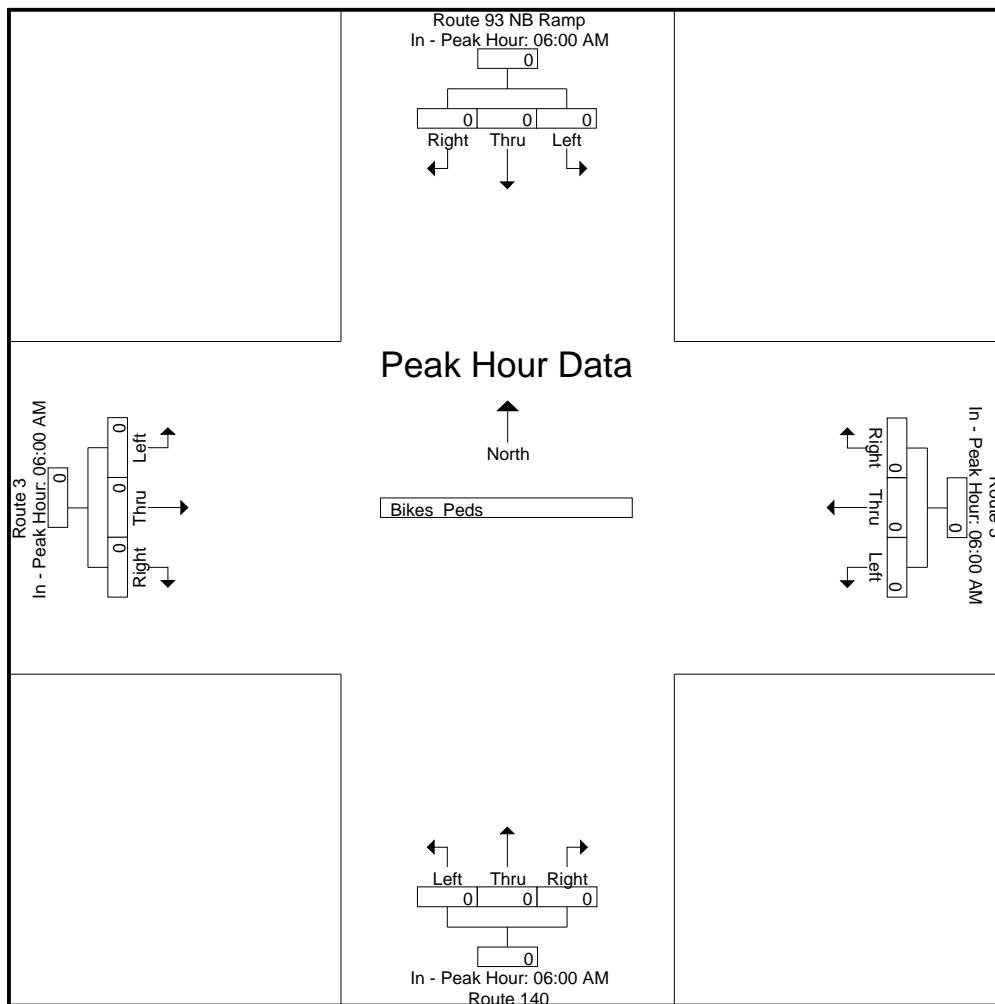 Route 93 NB Ramp
In - Peak Hour: 06:00 AM
0
0 0 0
Right Thru Left
Peak Hour Data
North
Bikes Peds
Route 3
In - Peak Hour: 06:00 AM
0
0 0 0
Left Thru Right
Right Thru Left
0 0 0
0
In - Peak Hour: 06:00 AM
Route 3
Left Thru Right
0 0 0
0
In - Peak Hour: 06:00 AM
Route 140